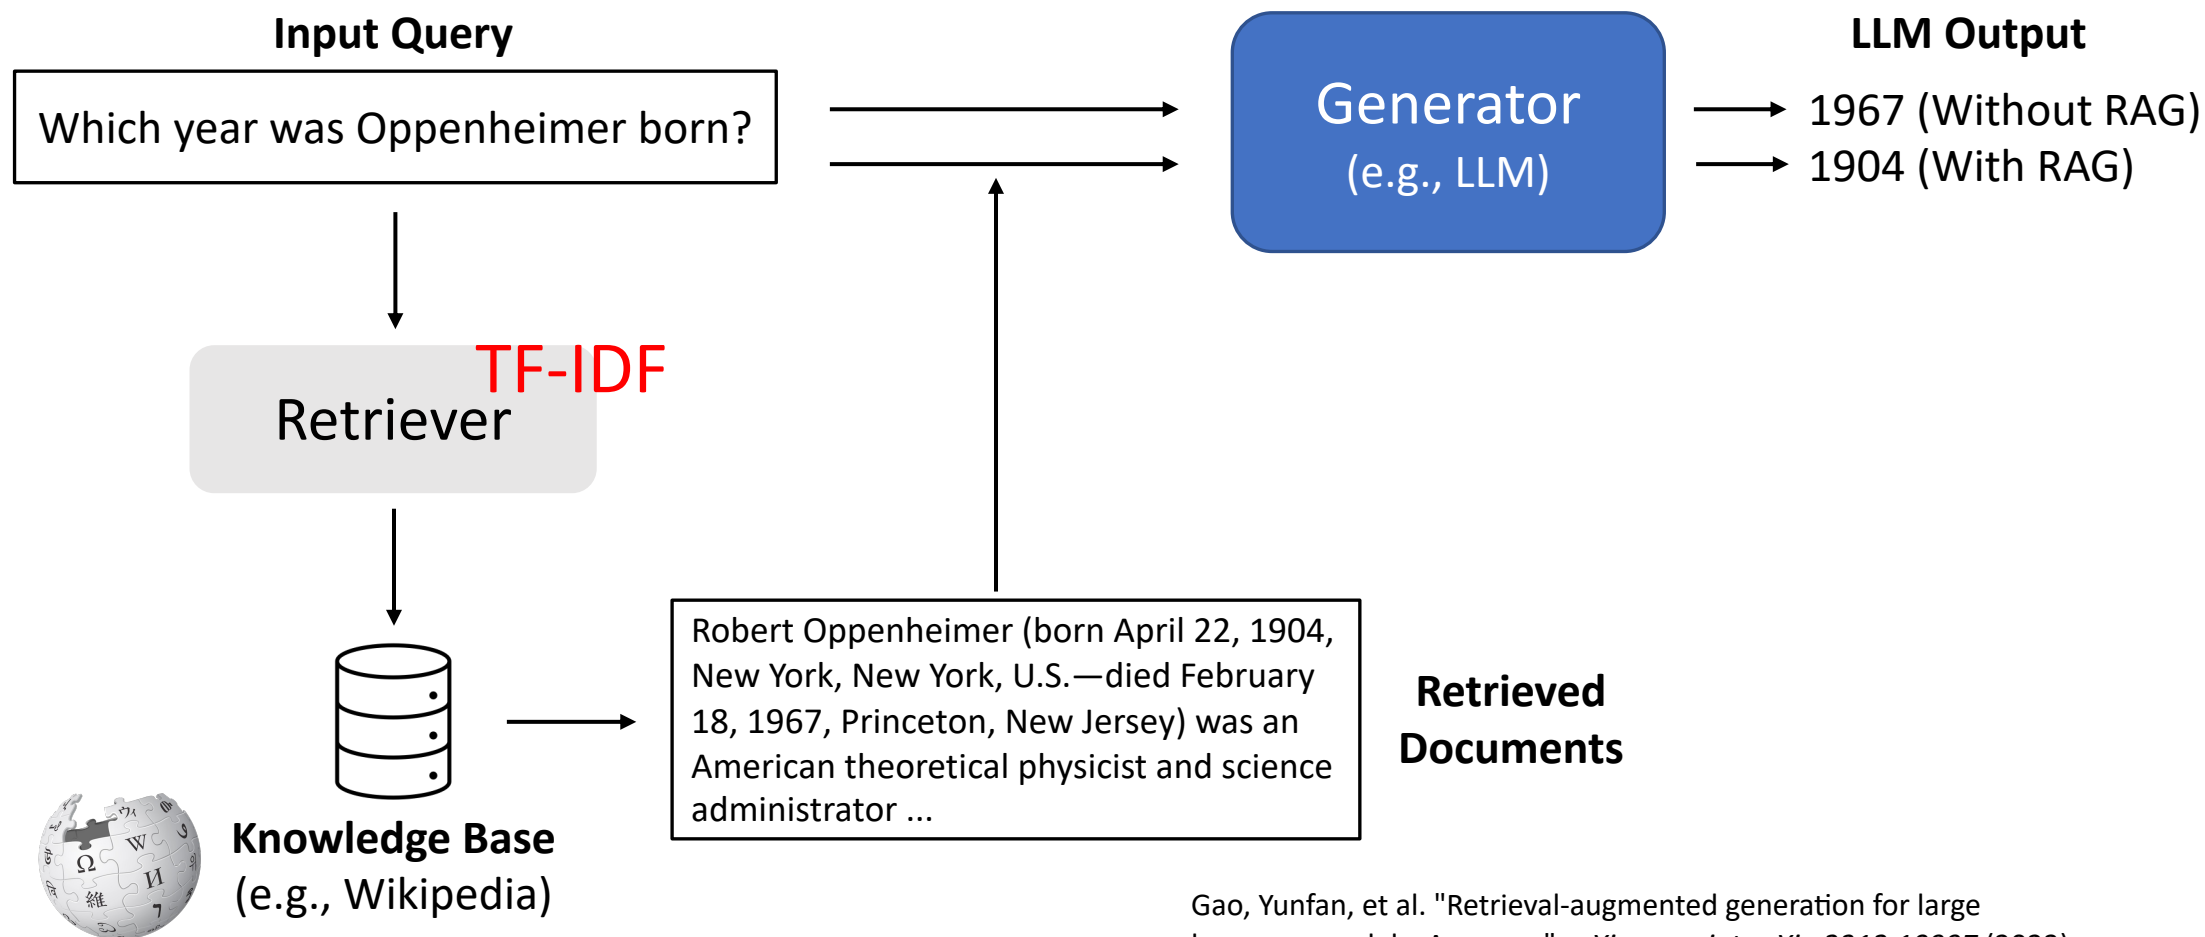 Input Query
Which year was Oppenheimer born?
Generator
(e.g., LLM)
LLM Output
1967 (Without RAG)
1904 (With RAG)
TF-IDF
Retriever
Robert Oppenheimer (born April 22, 1904,
New York, New York, U.S.—died February
18, 1967, Princeton, New Jersey) was an
American theoretical physicist and science
administrator ...
Retrieved
Documents
Knowledge Base
(e.g., Wikipedia)
Ω
W
И
維
Gao, Yunfan, et al. "Retrieval-augmented generation for large